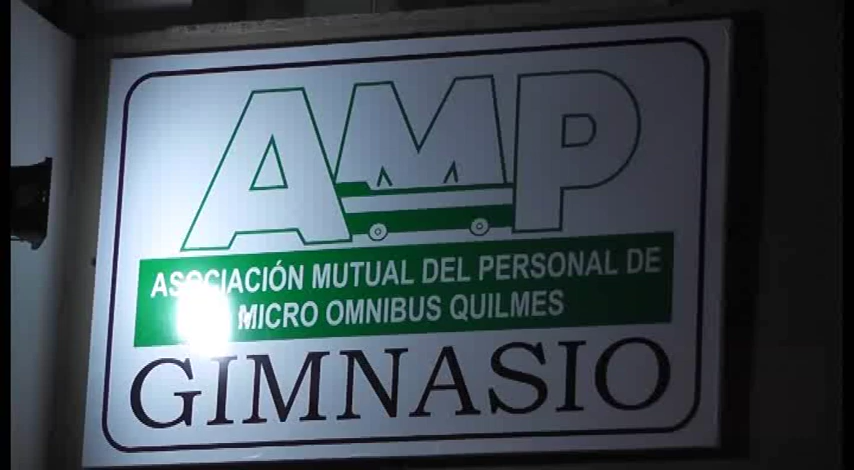 AMP
ASOCIACIÓN MUTUAL DEL PERSONAL DE
MICRO OMNIBUS QUILMES
GIMNASIO